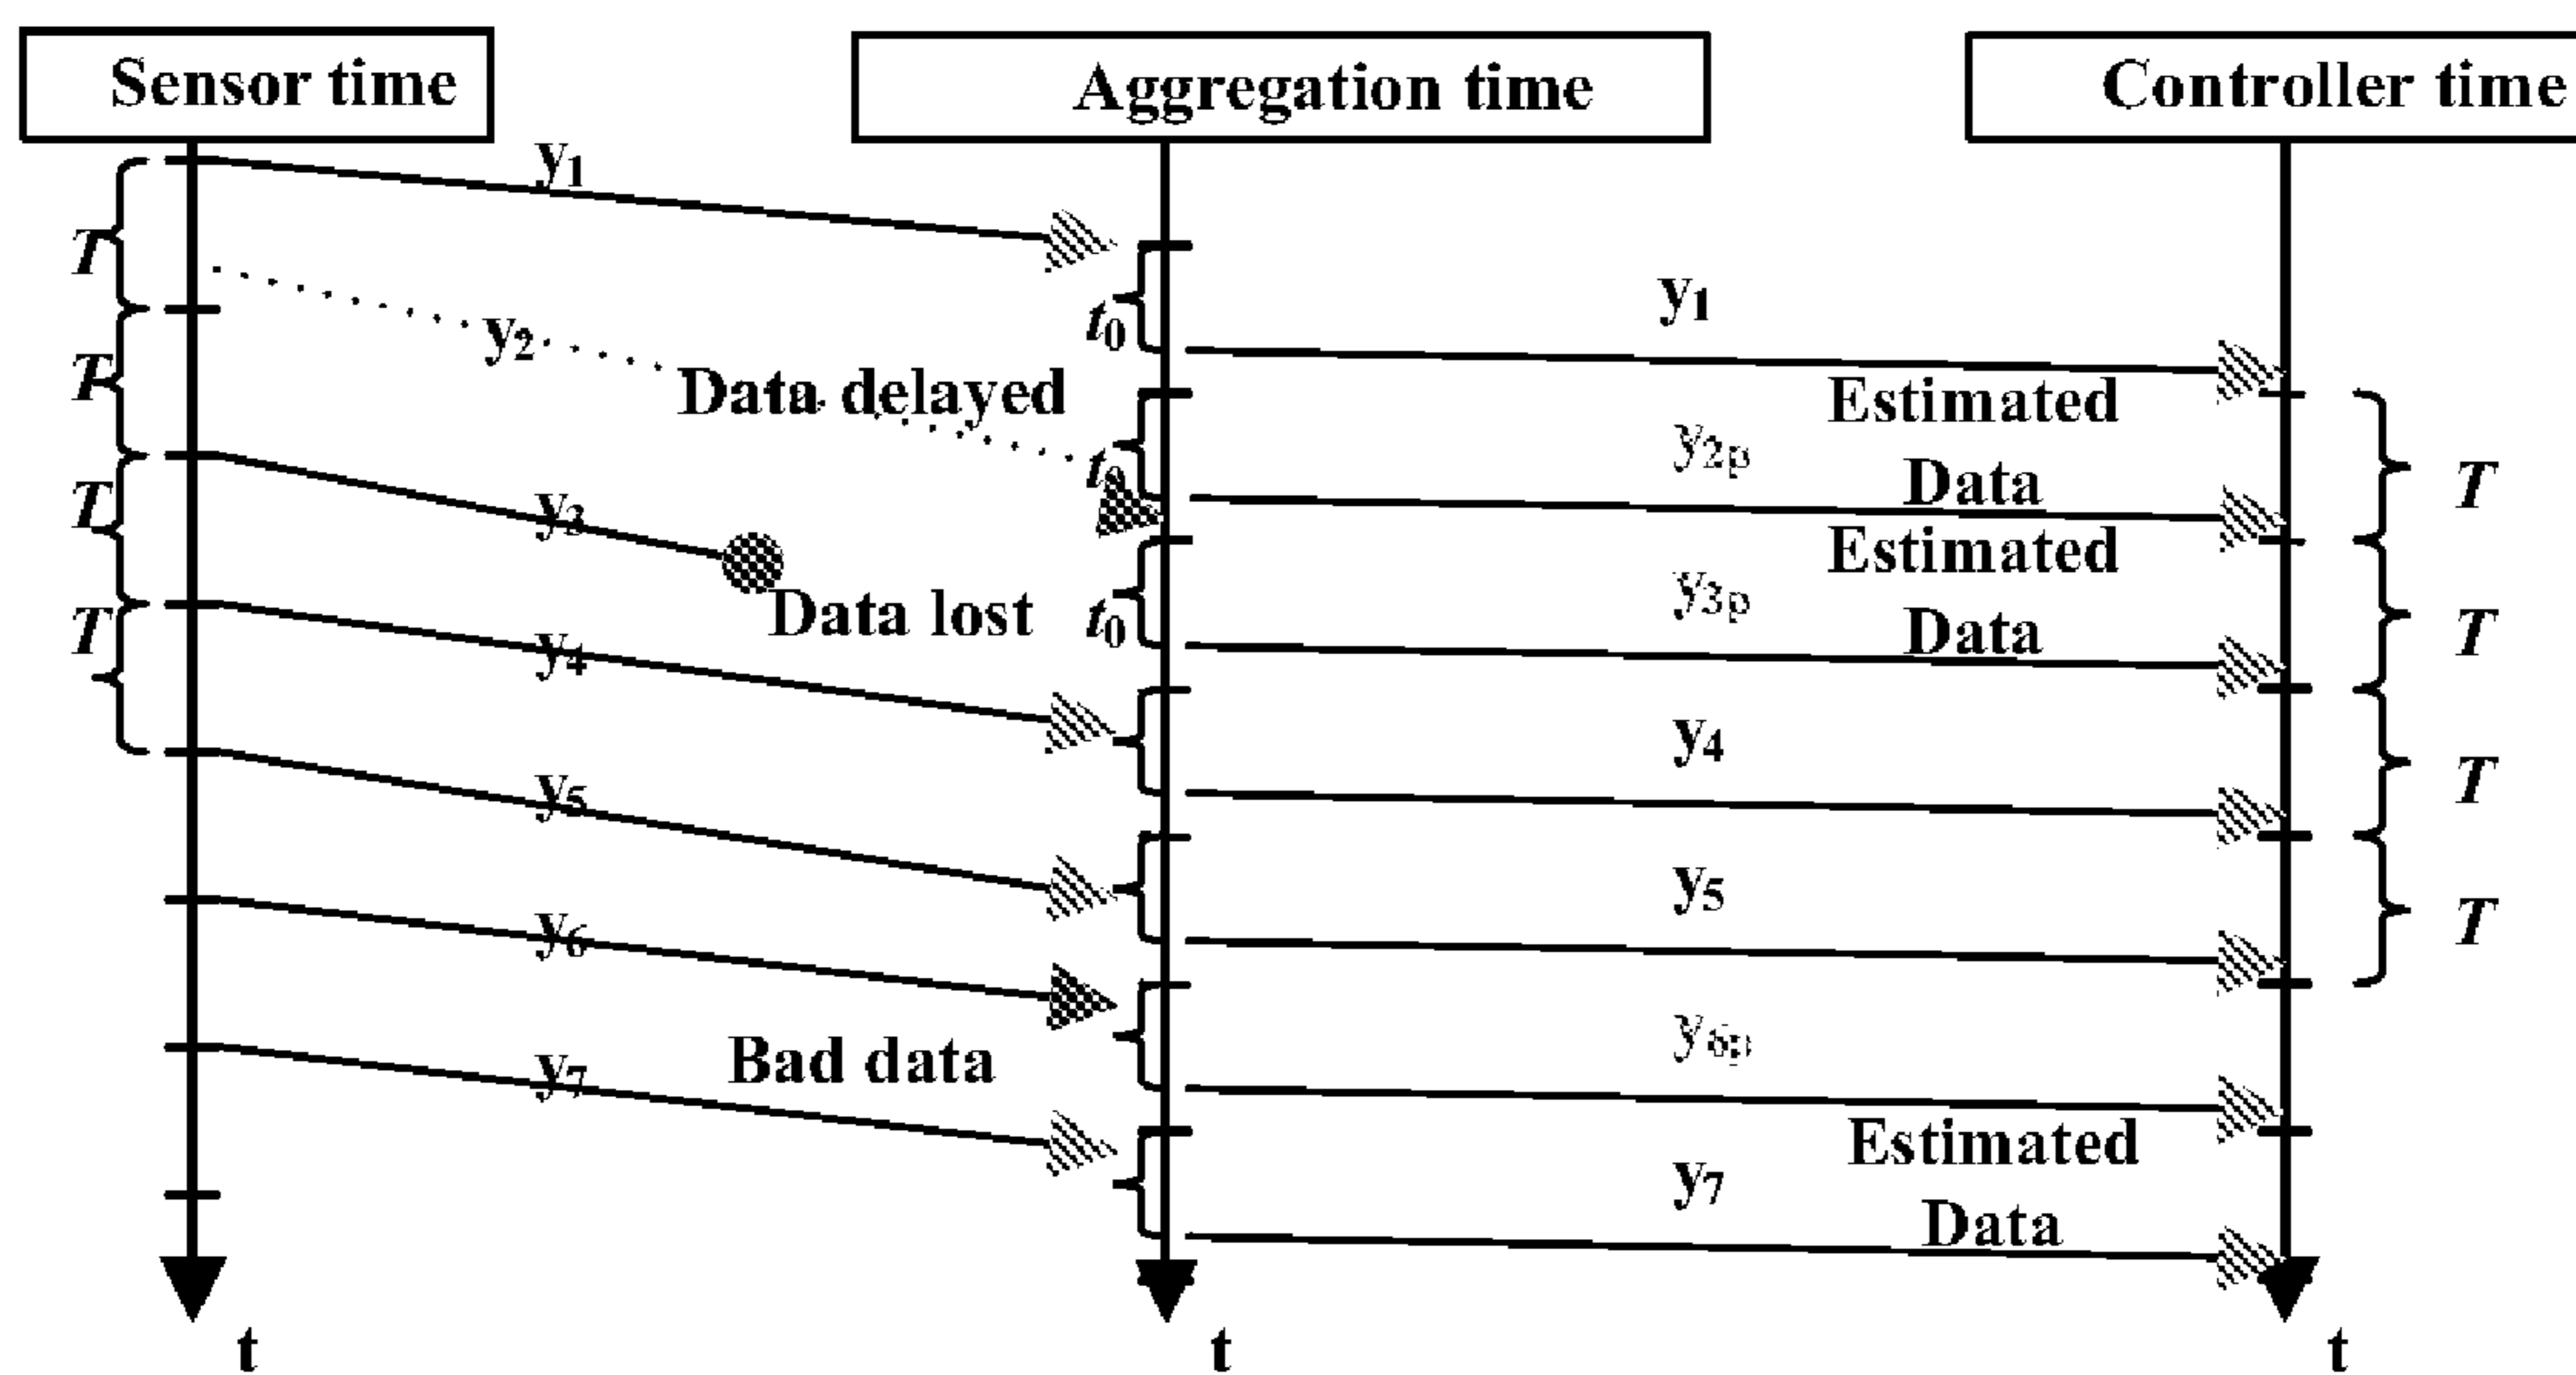 Sensor time
Aggregation time
Controller time
y1
T
y2
t0
y1
T
Data delayed
Estimated
y2p
Data
t0
T
T
y3
Estimated
y3p
Data
T
Data lost
t0
T
y4
y4
T
y5
y5
T
y6
Bad data
y6p
y7
Estimated
y7
Data
t
t
t